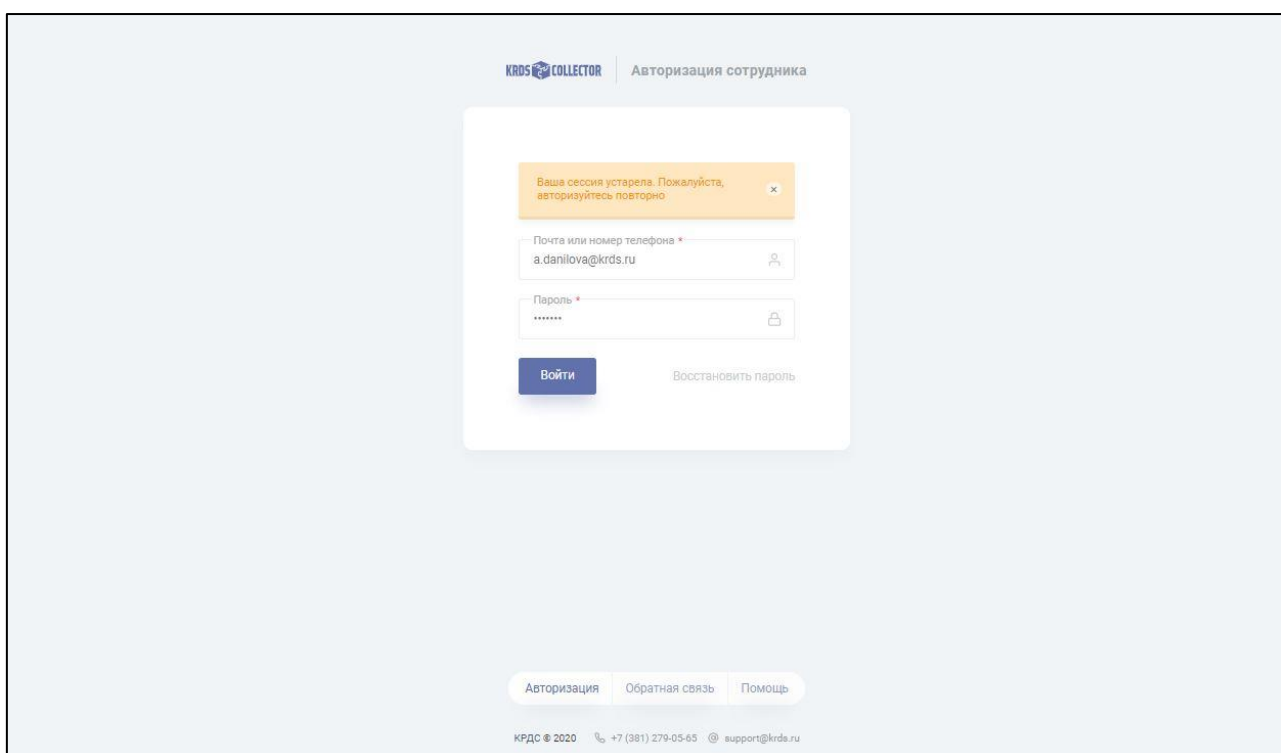 KRDS COLLECTOR Авторизация сотрудника
Ваша сессия устарела. Пожалуйста,
авторизуйтесь повторно
Почта или номер телефона *
a.danilova@krds.ru
Пароль *
•••••••
Войти Восстановить пароль
Авторизация Обратная связь Помощь
КРДС © 2020 +7 (381) 279-05-65 @ support@krds.ru